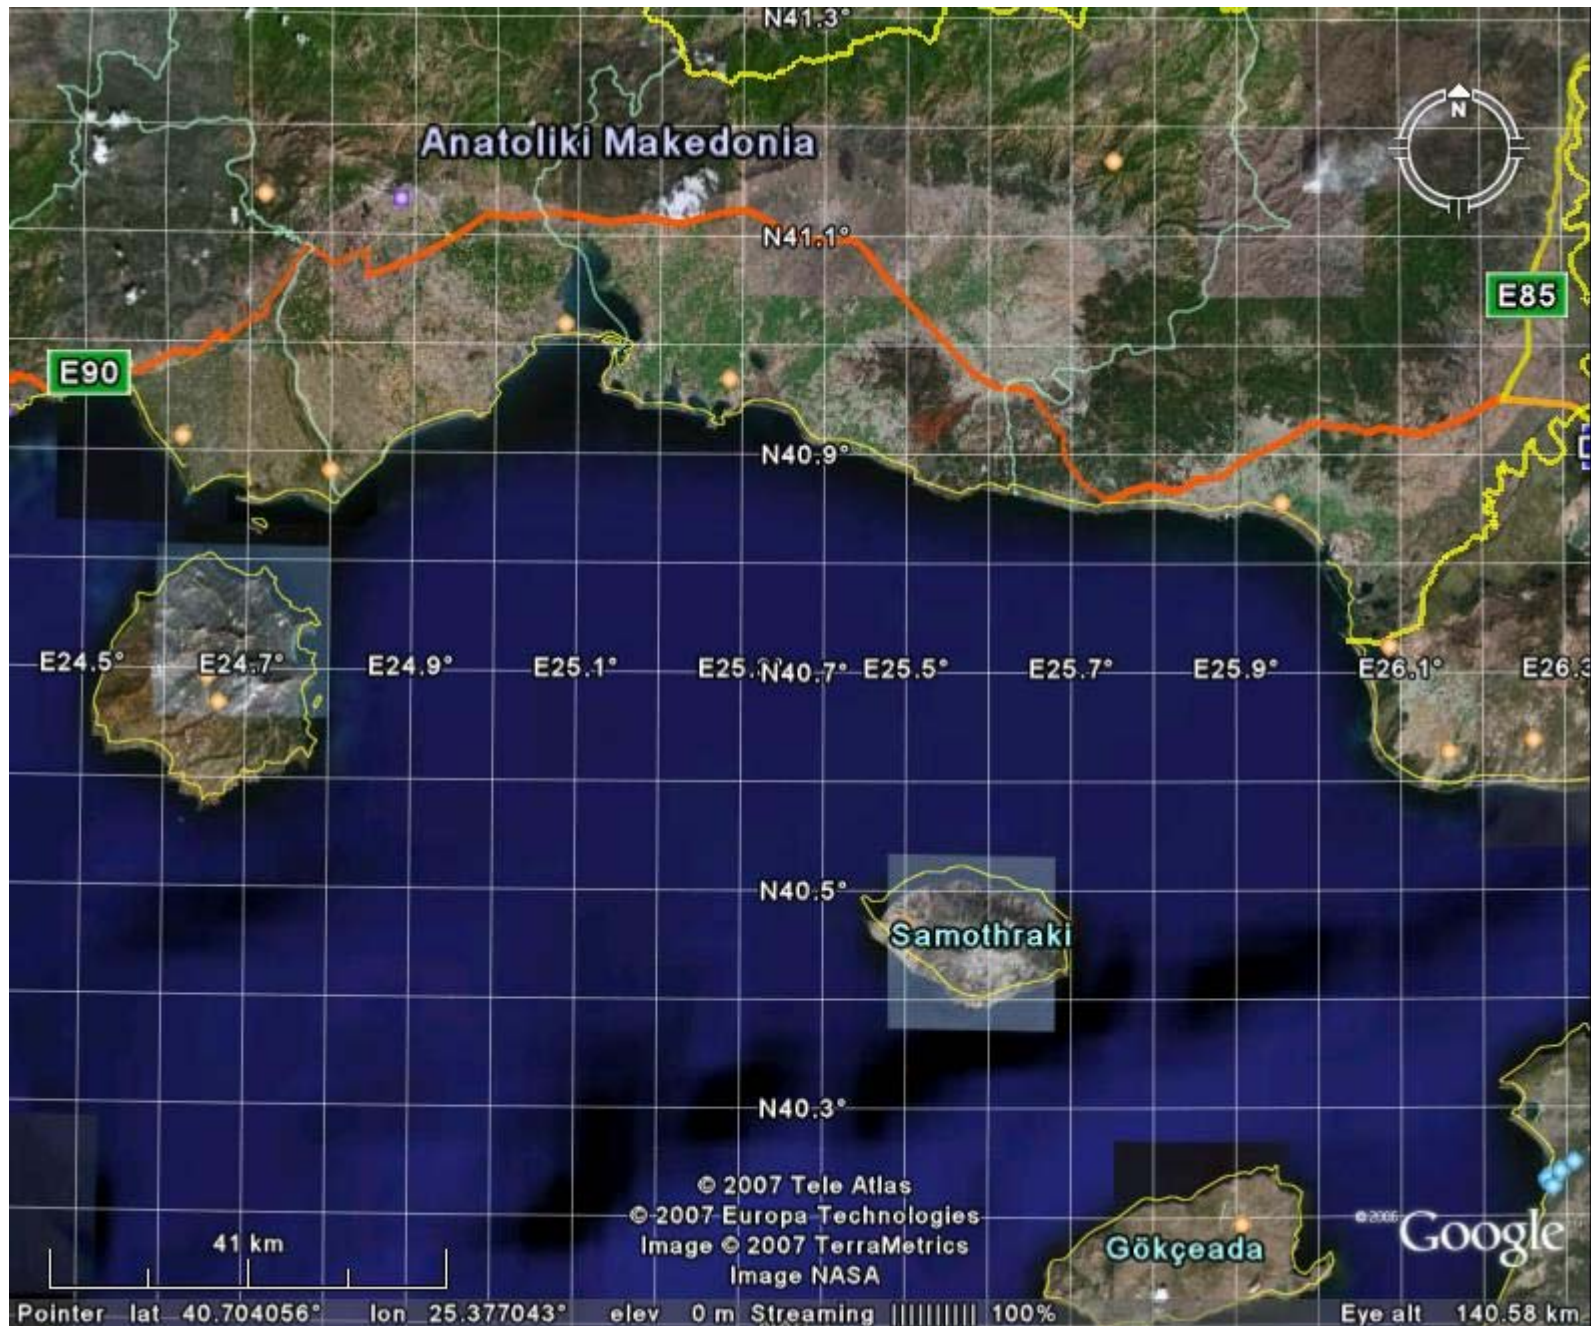 N41.3°
N
Anatoliki Makedonia
N41.1°
E85
E90
N40.9°
E24.5°
E24.7°
E24.9°
E25.1°
N40.7°
E25.5°
E25.7°
E25.9°
E26.1°
E26.3
N40.5°
Samothraki
N40.3°
© 2007 Tele Atlas
© 2007 Europa Technologies
Image © 2007 TerraMetrics
Image NASA
41 km
Gökçeada
Google
Pointer lat 40.704056° lon 25.377043° elev 0 m Streaming |||||||||| 100% Eye alt 140.58 km